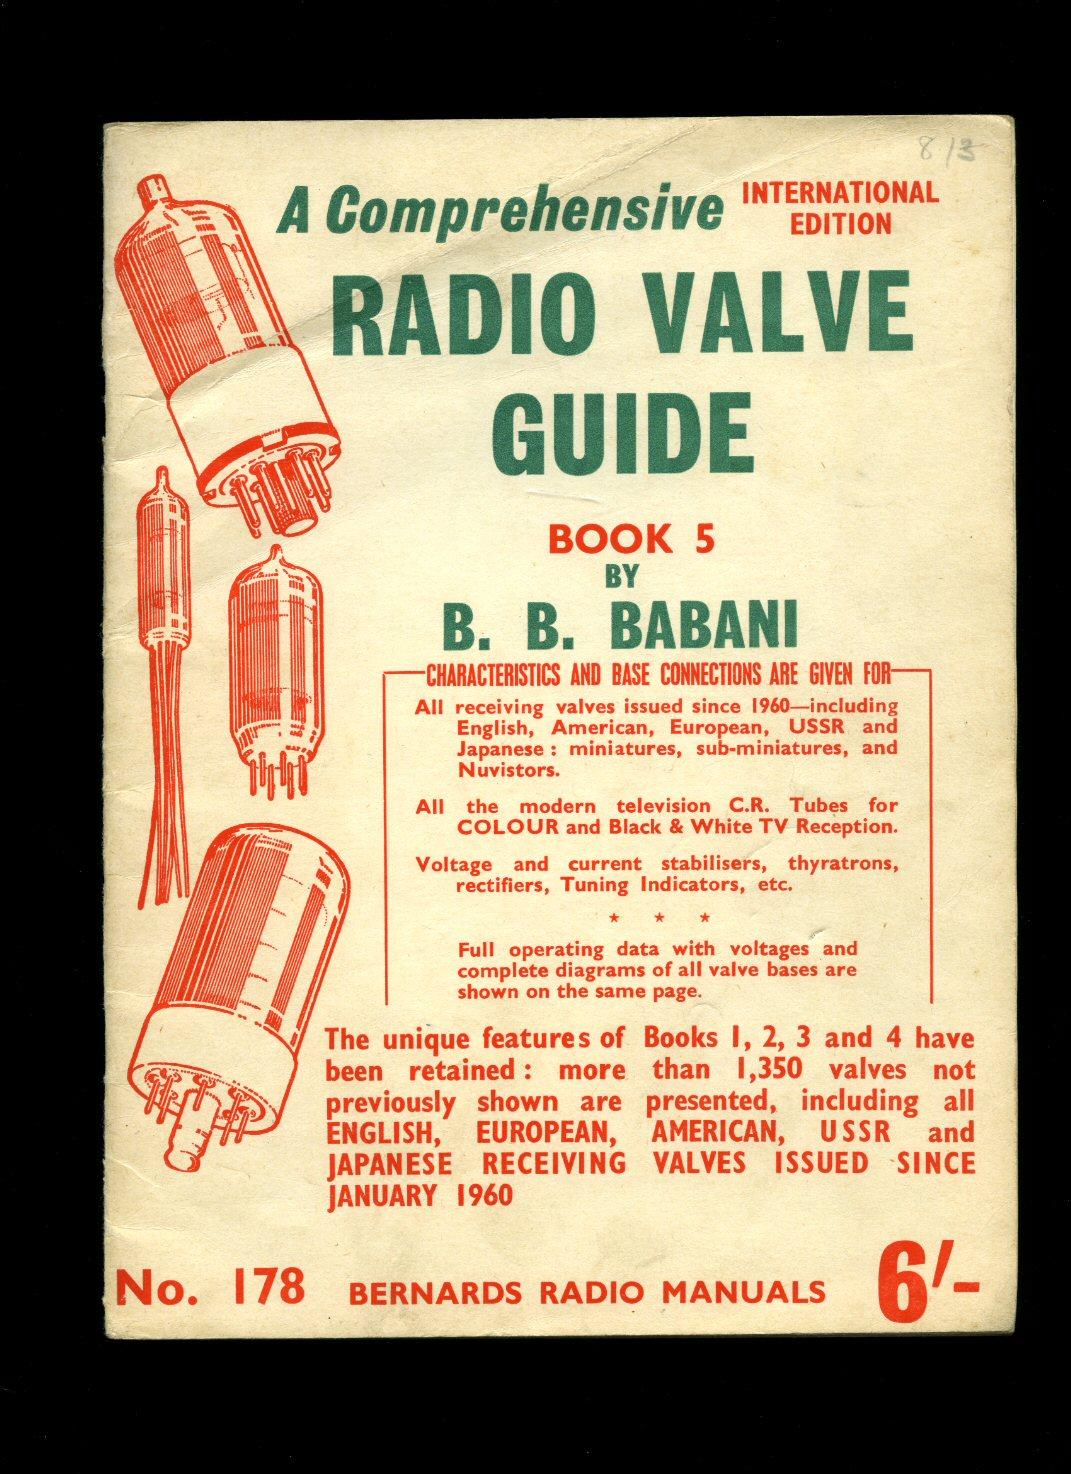 8/3
A Comprehensive INTERNATIONAL EDITION
RADIO VALVE
GUIDE
BOOK 5
BY
B. B. BABANI
CHARACTERISTICS AND BASE CONNECTIONS ARE GIVEN FOR
All receiving valves issued since 1960—including
English, American, European, USSR and
Japanese : miniatures, sub-miniatures, and
Nuvistors.
All the modern television C.R. Tubes for
COLOUR and Black & White TV Reception.
Voltage and current stabilisers, thyratrons,
rectifiers, Tuning Indicators, etc.
* * *
Full operating data with voltages and
complete diagrams of all valve bases are
shown on the same page.
The unique features of Books 1, 2, 3 and 4 have
been retained : more than 1,350 valves not
previously shown are presented, including all
ENGLISH, EUROPEAN, AMERICAN, USSR and
JAPANESE RECEIVING VALVES ISSUED SINCE
JANUARY 1960
No. 178 BERNARDS RADIO MANUALS 6/-